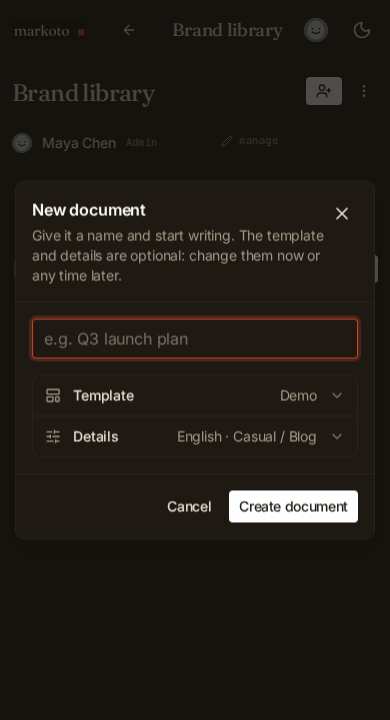 markoto
Brand library
Brand library
Maya Chen Admin
manage
New document
Give it a name and start writing. The template
and details are optional: change them now or
any time later.
e.g. Q3 launch plan
Template Demo
Details English · Casual / Blog
Cancel Create document